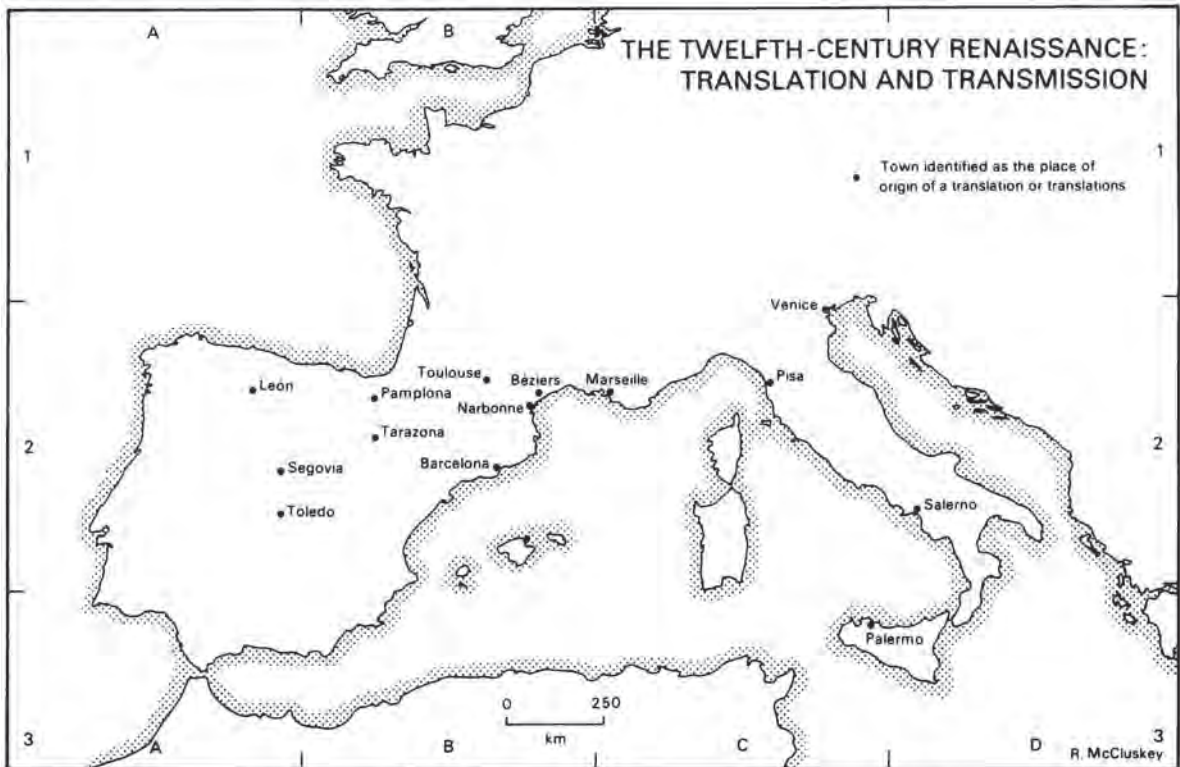 A
B
THE TWELFTH-CENTURY RENAISSANCE:
TRANSLATION AND TRANSMISSION
1
1
Town identified as the place of
origin of a translation or translations
Venice
León
Toulouse
Béziers
Marseille
Pisa
Pamplona
Narbonne
Tarazona
2
2
Segovia
Barcelona
Toledo
Salerno
Palermo
0 250
km
3
A
B
C
D
3
R. McCluskey